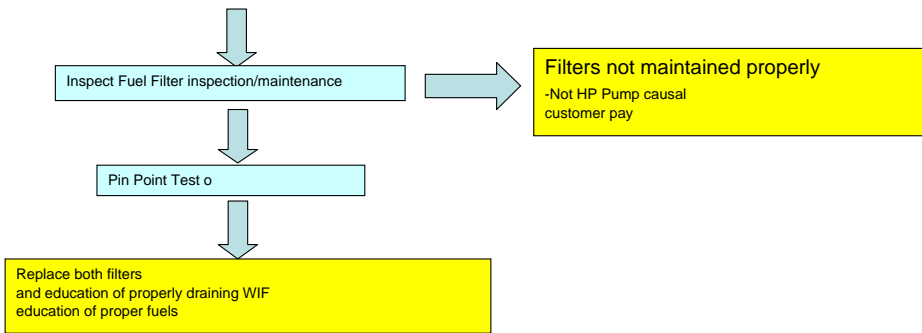 Inspect Fuel Filter inspection/maintenance
Filters not maintained properly
-Not HP Pump causal
customer pay
Pin Point Test o
Replace both filters
and education of properly draining WIF
education of proper fuels